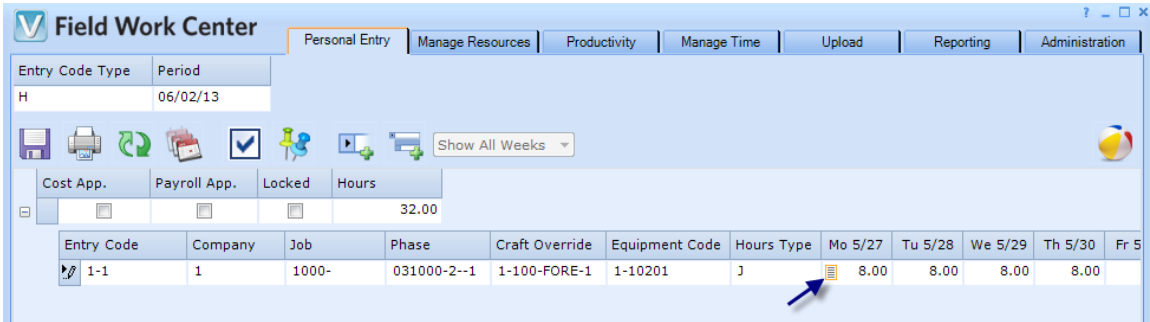 V Field Work Center
? _ □ X
Personal Entry Manage Resources Productivity Manage Time Upload Reporting Administration
Entry Code Type Period
H 06/02/13
Show All Weeks
Cost App. Payroll App. Locked Hours
32.00
Entry Code Company Job Phase Craft Override Equipment Code Hours Type Mo 5/27 Tu 5/28 We 5/29 Th 5/30 Fr 5
1-1 1 1000- 031000-2--1 1-100-FORE-1 1-10201 J 8.00 8.00 8.00 8.00